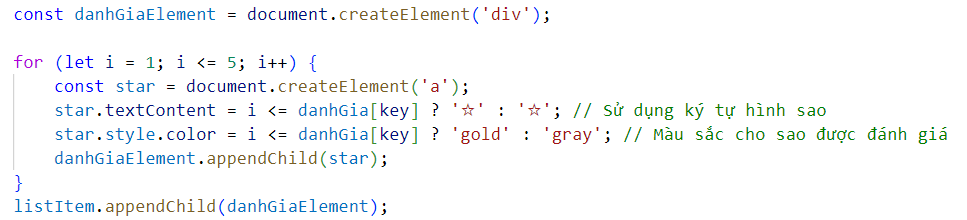 const danhGiaElement = document.createElement('div');
for (let i = 1; i <= 5; i++) {
const star = document.createElement('a');
star.textContent = i <= danhGia[key] ? '☆' : '☆'; // Sử dụng ký tự hình sao
star.style.color = i <= danhGia[key] ? 'gold' : 'gray'; // Màu sắc cho sao được đánh giá
danhGiaElement.appendChild(star);
}
listItem.appendChild(danhGiaElement);